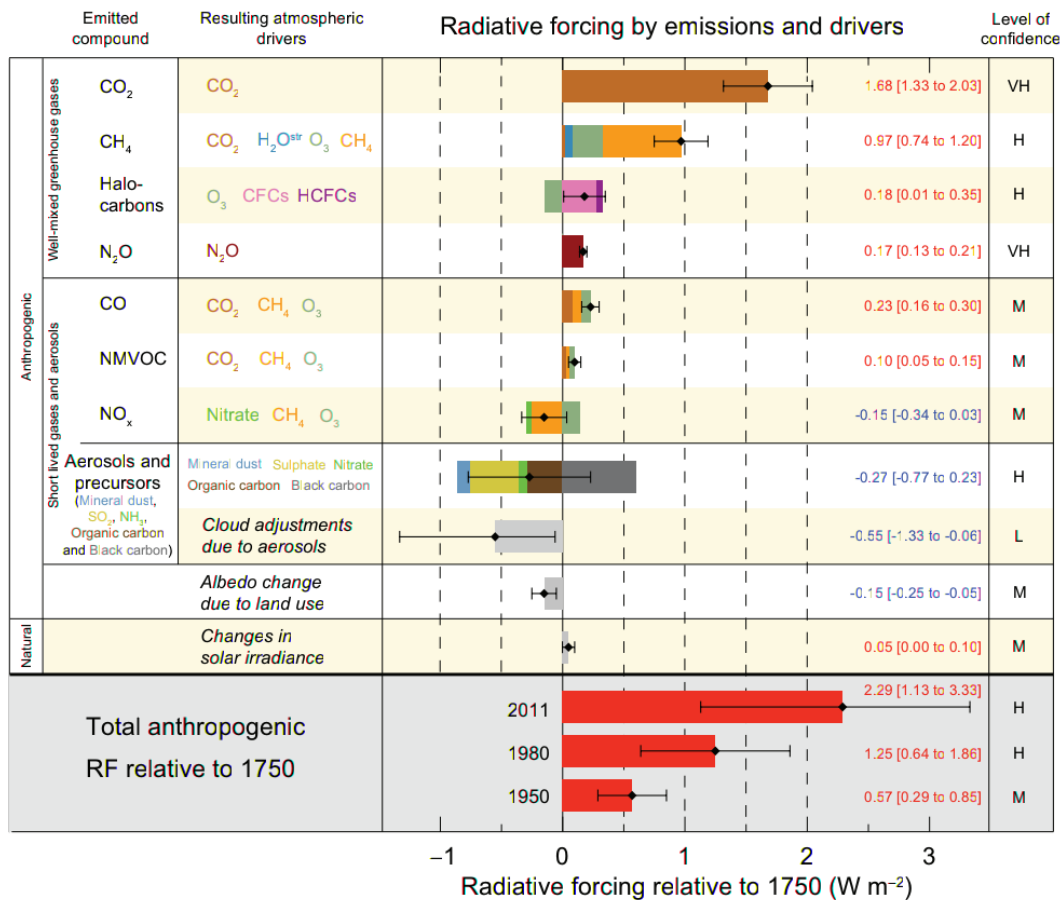 Emitted compound
Resulting atmospheric drivers
Radiative forcing by emissions and drivers
Level of confidence
Anthropogenic
Well-mixed greenhouse gases
CO₂
CO₂
1.68 [1.33 to 2.03]
VH
CH₄
CO₂ H₂Oˢᵗʳ O₃ CH₄
0.97 [0.74 to 1.20]
H
Halo-
carbons
O₃ CFCs HCFCs
0.18 [0.01 to 0.35]
H
N₂O
N₂O
0.17 [0.13 to 0.21]
VH
Short lived gases and aerosols
CO
CO₂ CH₄ O₃
0.23 [0.16 to 0.30]
M
NMVOC
CO₂ CH₄ O₃
0.10 [0.05 to 0.15]
M
NOₓ
Nitrate CH₄ O₃
-0.15 [-0.34 to 0.03]
M
Aerosols and
precursors
(Mineral dust,
SO₂, NH₃,
Organic carbon
and Black carbon)
Mineral dust Sulphate Nitrate
Organic carbon Black carbon
-0.27 [-0.77 to 0.23]
H
Cloud adjustments
due to aerosols
-0.55 [-1.33 to -0.06]
L
Albedo change
due to land use
-0.15 [-0.25 to -0.05]
M
Natural
Changes in
solar irradiance
0.05 [0.00 to 0.10]
M
Total anthropogenic
RF relative to 1750
2011
2.29 [1.13 to 3.33]
H
1980
1.25 [0.64 to 1.86]
H
1950
0.57 [0.29 to 0.85]
M
−1 0 1 2 3
Radiative forcing relative to 1750 (W m⁻²)